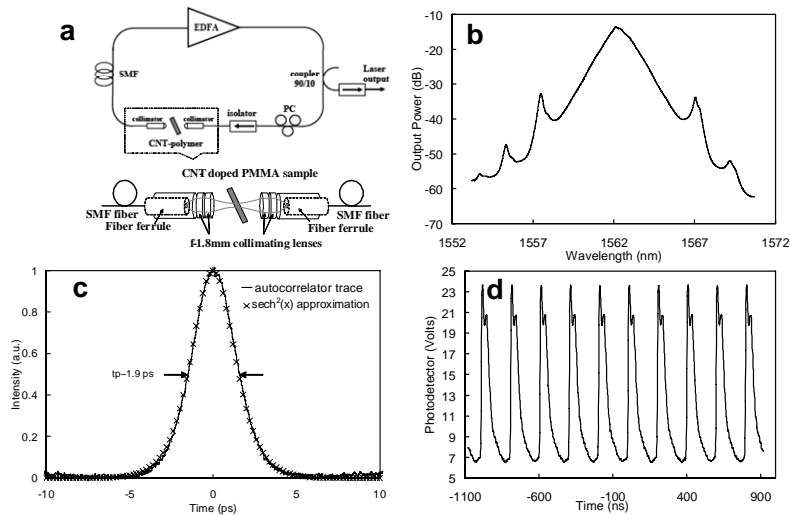 a
EDFA
SMF
coupler
90/10
Laser
output
collimator
collimator
isolator
PC
CNT-polymer
CNT doped PMMA sample
SMF fiber
Fiber ferrule
SMF fiber
Fiber ferrule
f-1.8mm collimating lenses
b
Output Power (dB)
-10
-20
-30
-40
-50
-60
-70
1552
1557
1562
1567
1572
Wavelength (nm)
c
autocorrelator trace
sech²(x) approximation
tp~1.9 ps
Intensity (a.u.)
1
0.8
0.6
0.4
0.2
0
-10
-5
0
5
10
Time (ps)
d
Photodetector (Volts)
25
23
21
19
17
15
13
11
9
7
5
-1100
-600
-100
400
900
Time (ns)